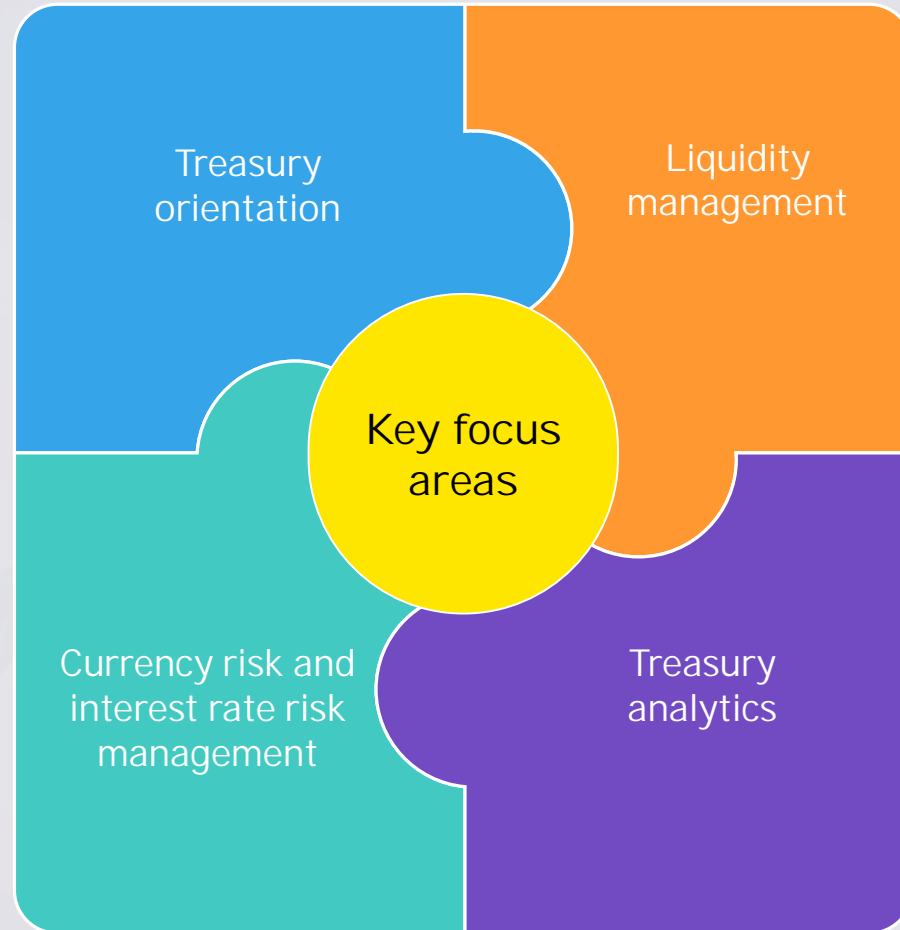 Treasury
orientation
Liquidity
management
Key focus
areas
Currency risk and
interest rate risk
management
Treasury
analytics